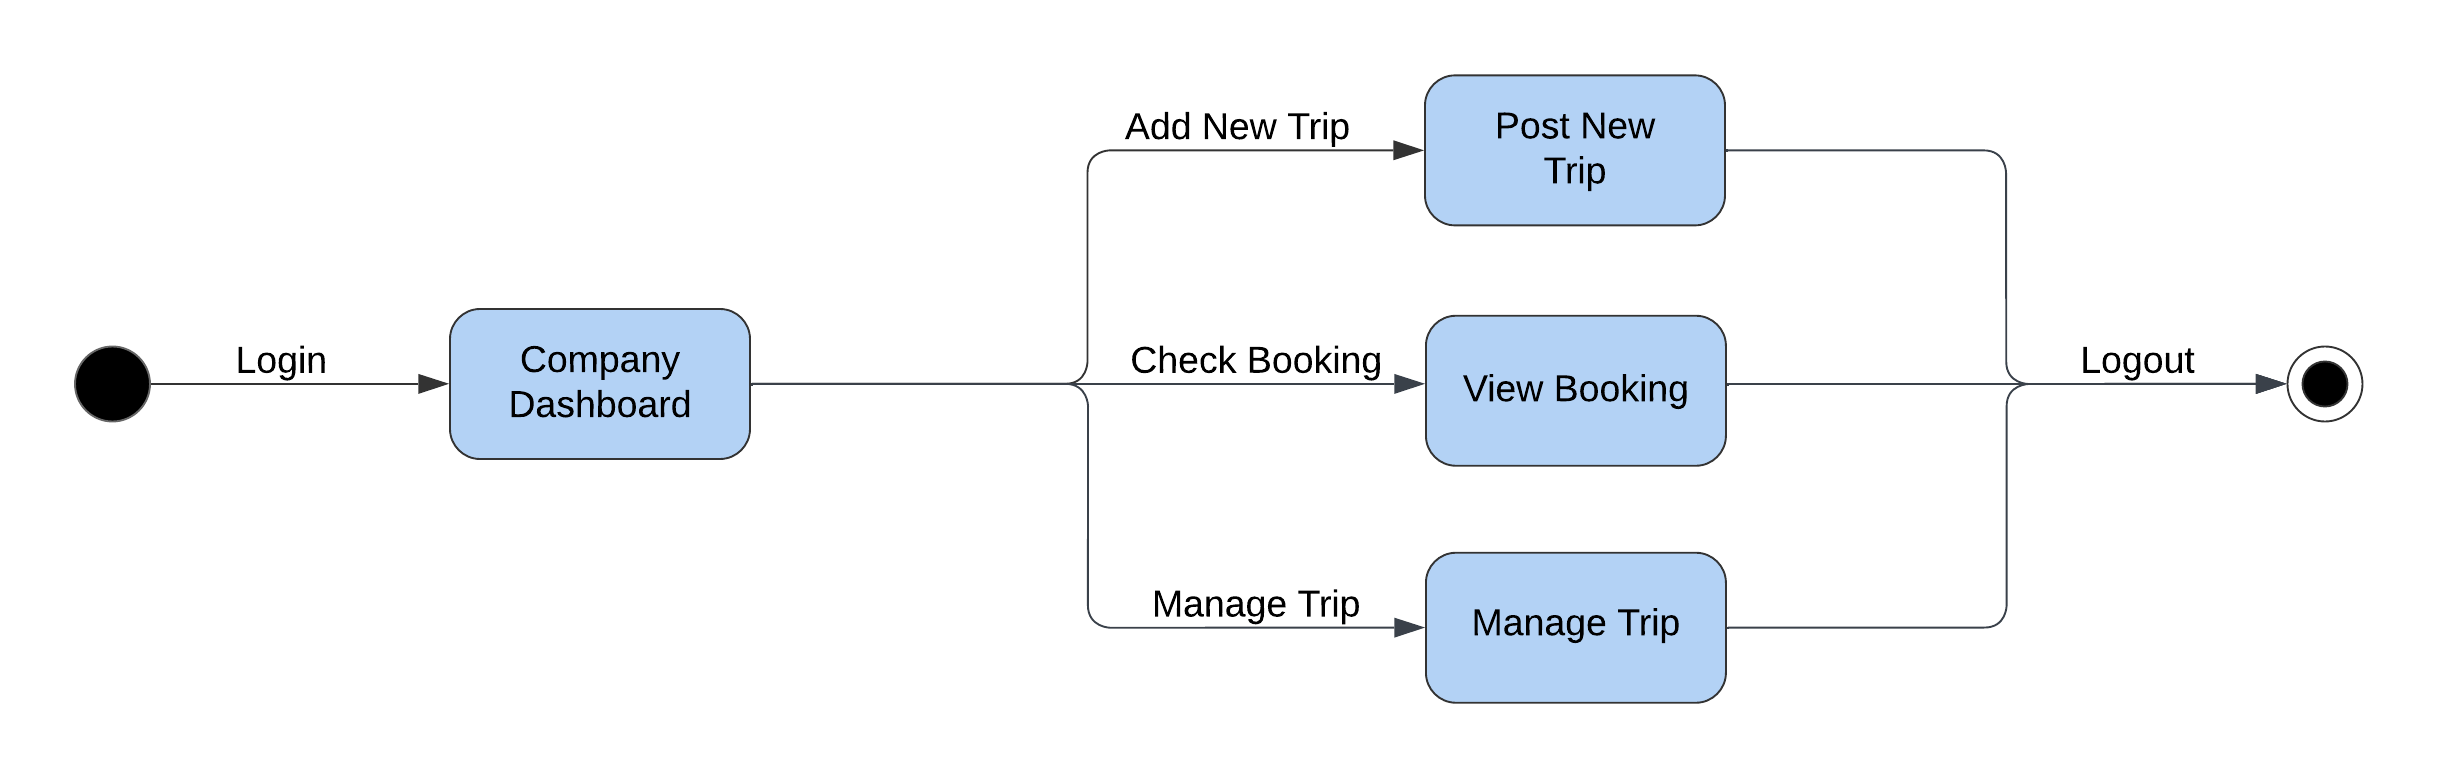 Login
Company
Dashboard
Add New Trip
Check Booking
Manage Trip
Post New
Trip
View Booking
Manage Trip
Logout